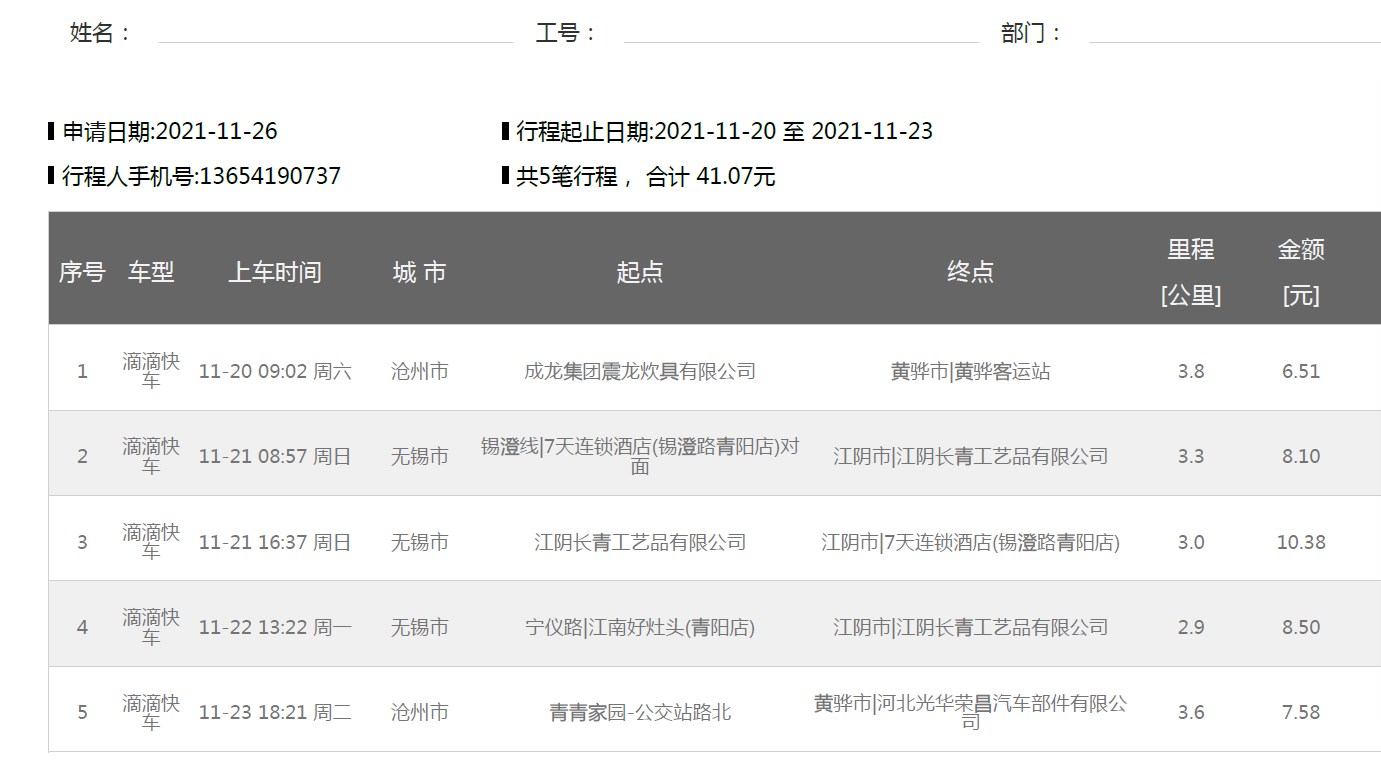 姓名： 工号： 部门：
申请日期:2021-11-26 行程起止日期:2021-11-20 至 2021-11-23
行程人手机号:13654190737 共5笔行程， 合计 41.07元
序号 车型 上车时间 城 市 起点 终点 里程 [公里] 金额 [元]
1 滴滴快车 11-20 09:02 周六 沧州市 成龙集团震龙炊具有限公司 黄骅市|黄骅客运站 3.8 6.51
2 滴滴快车 11-21 08:57 周日 无锡市 锡澄线|7天连锁酒店(锡澄路青阳店)对面 江阴市|江阴长青工艺品有限公司 3.3 8.10
3 滴滴快车 11-21 16:37 周日 无锡市 江阴长青工艺品有限公司 江阴市|7天连锁酒店(锡澄路青阳店) 3.0 10.38
4 滴滴快车 11-22 13:22 周一 无锡市 宁仪路|江南好灶头(青阳店) 江阴市|江阴长青工艺品有限公司 2.9 8.50
5 滴滴快车 11-23 18:21 周二 沧州市 青青家园-公交站路北 黄骅市|河北光华荣昌汽车部件有限公司 3.6 7.58